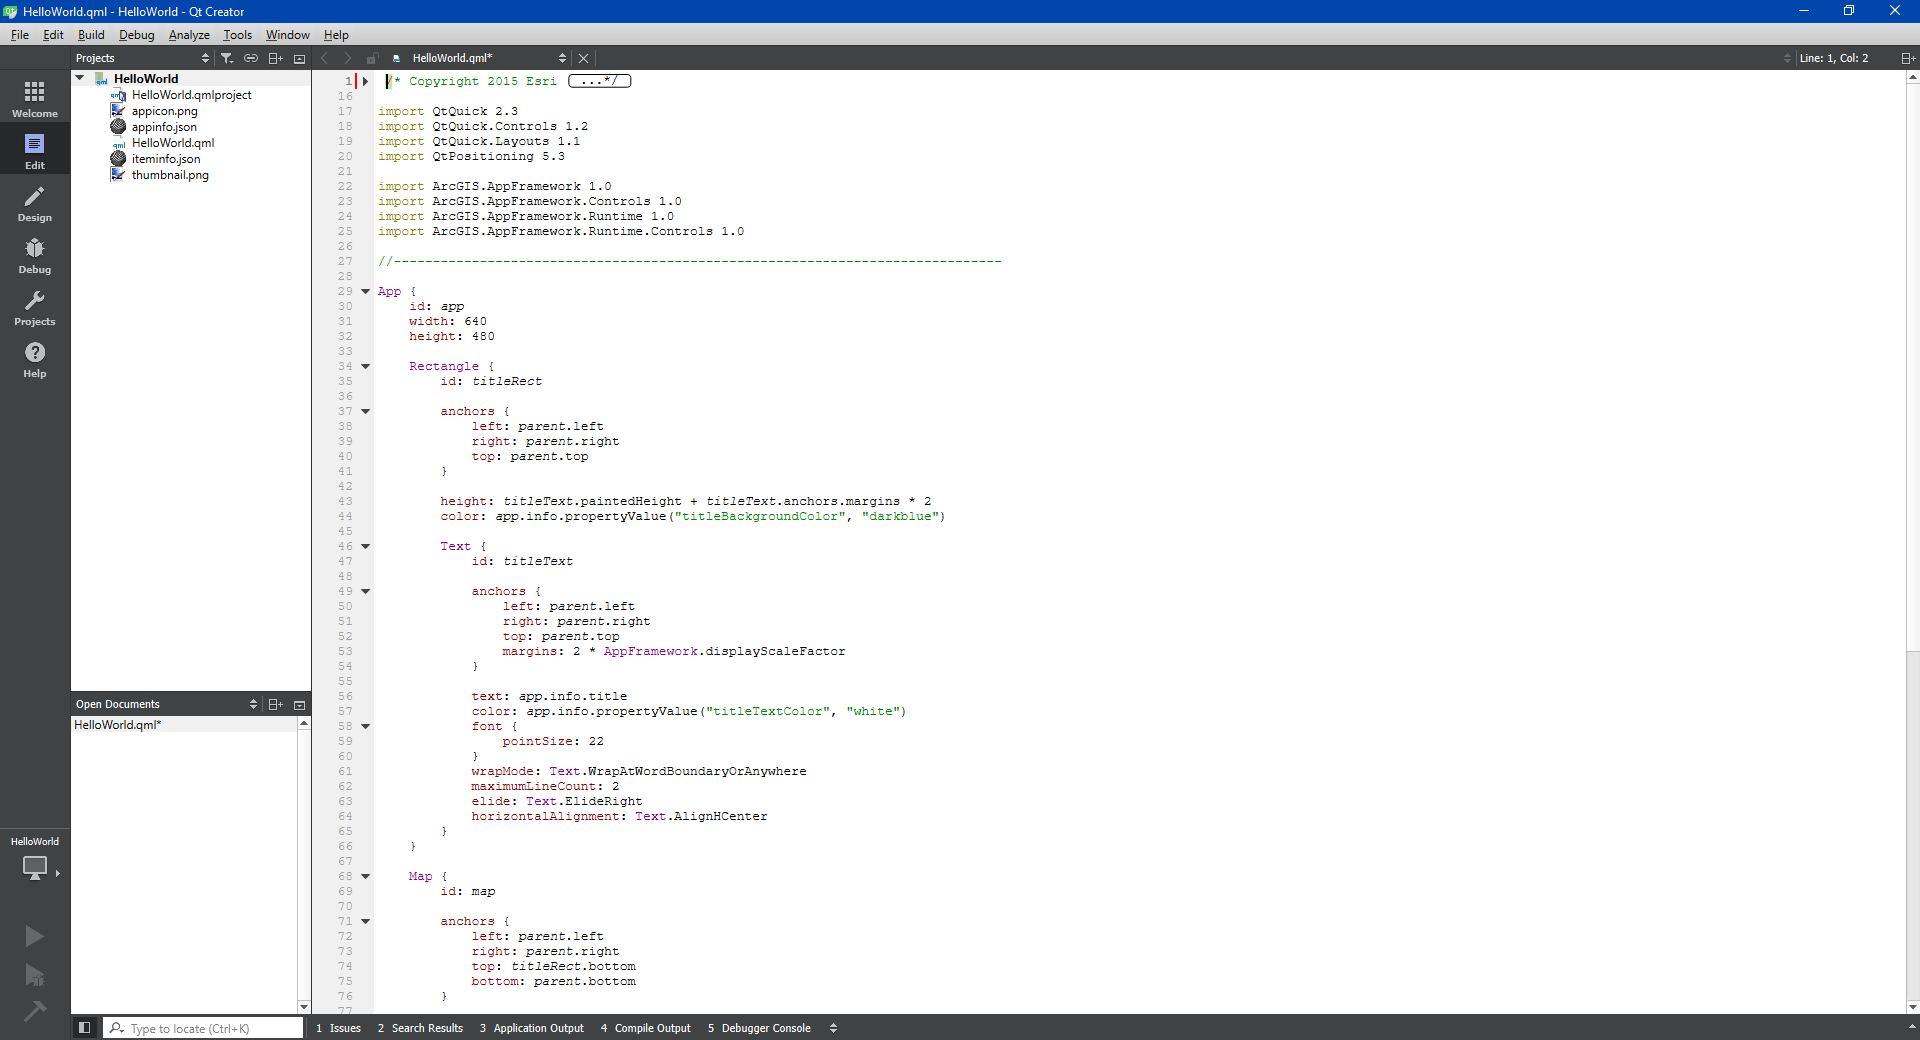 HelloWorld.qml - HelloWorld - Qt Creator
File Edit Build Debug Analyze Tools Window Help
Projects
HelloWorld.qml*
Line: 1, Col: 2
Welcome
Edit
Design
Debug
Projects
Help
HelloWorld
HelloWorld
HelloWorld.qmlproject
appicon.png
appinfo.json
HelloWorld.qml
iteminfo.json
thumbnail.png
Open Documents
HelloWorld.qml*
1 /* Copyright 2015 Esri ...*/
16
17 import QtQuick 2.3
18 import QtQuick.Controls 1.2
19 import QtQuick.Layouts 1.1
20 import QtPositioning 5.3
21
22 import ArcGIS.AppFramework 1.0
23 import ArcGIS.AppFramework.Controls 1.0
24 import ArcGIS.AppFramework.Runtime 1.0
25 import ArcGIS.AppFramework.Runtime.Controls 1.0
26
27 //------------------------------------------------------------------------------
28
29 App {
30 id: app
31 width: 640
32 height: 480
33
34 Rectangle {
35 id: titleRect
36
37 anchors {
38 left: parent.left
39 right: parent.right
40 top: parent.top
41 }
42
43 height: titleText.paintedHeight + titleText.anchors.margins * 2
44 color: app.info.propertyValue("titleBackgroundColor", "darkblue")
45
46 Text {
47 id: titleText
48
49 anchors {
50 left: parent.left
51 right: parent.right
52 top: parent.top
53 margins: 2 * AppFramework.displayScaleFactor
54 }
55
56 text: app.info.title
57 color: app.info.propertyValue("titleTextColor", "white")
58 font {
59 pointSize: 22
60 }
61 wrapMode: Text.WrapAtWordBoundaryOrAnywhere
62 maximumLineCount: 2
63 elide: Text.ElideRight
64 horizontalAlignment: Text.AlignHCenter
65 }
66 }
67
68 Map {
69 id: map
70
71 anchors {
72 left: parent.left
73 right: parent.right
74 top: titleRect.bottom
75 bottom: parent.bottom
76 }
77
Type to locate (Ctrl+K)
1 Issues 2 Search Results 3 Application Output 4 Compile Output 5 Debugger Console